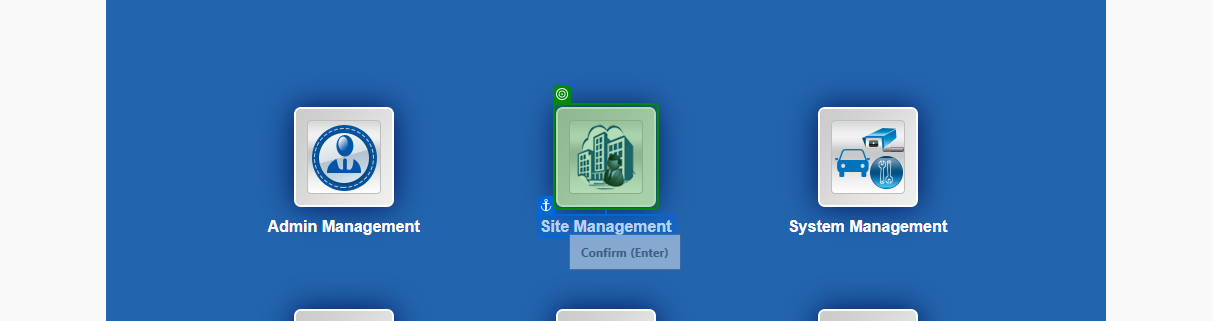 Admin Management
Site Management
System Management
Confirm (Enter)